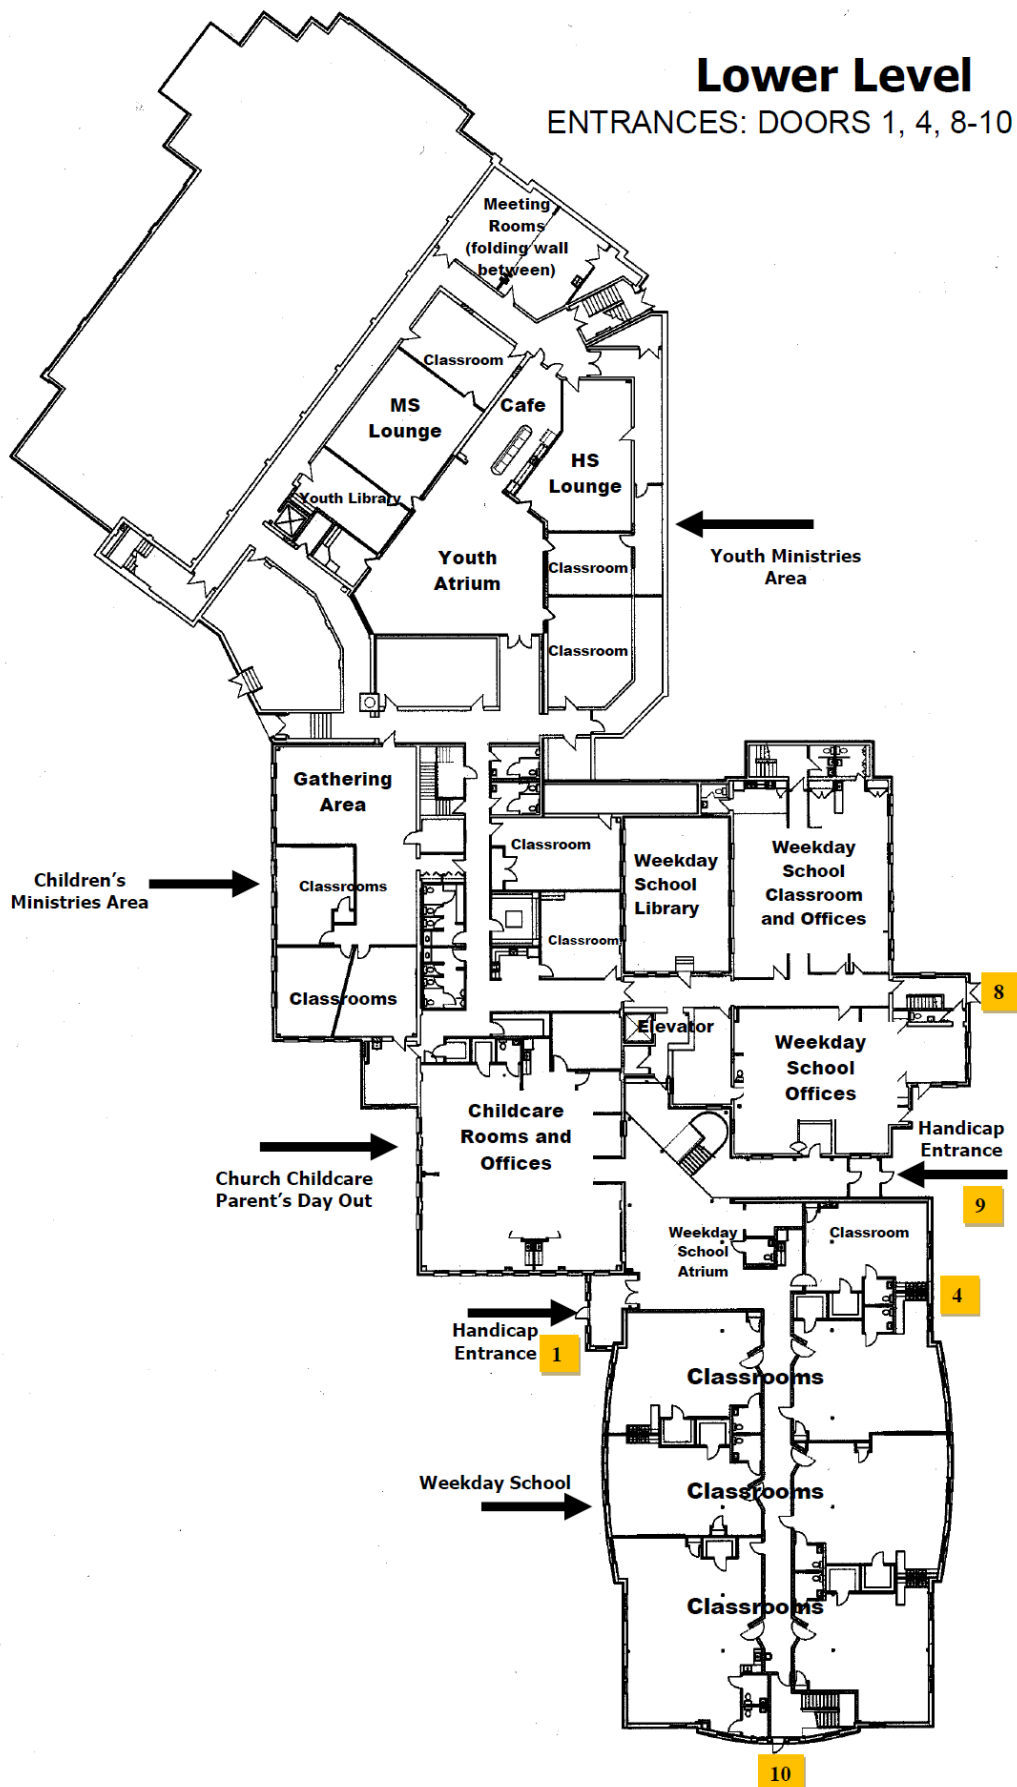 Lower Level
ENTRANCES: DOORS 1, 4, 8-10
Meeting
Rooms
(folding wall
between)
Classroom
MS
Lounge
Cafe
HS
Lounge
Youth Library
Youth
Atrium
Classroom
Youth Ministries
Area
Classroom
Gathering
Area
Classroom
Weekday
School
Library
Weekday
School
Classroom
and Offices
Children's
Ministries Area
Classrooms
Classroom
Classrooms
8
Elevator
Weekday
School
Offices
Childcare
Rooms and
Offices
Handicap
Entrance
9
Church Childcare
Parent's Day Out
Weekday
School
Atrium
Classroom
4
Handicap
Entrance
1
Classrooms
Weekday School
Classrooms
Classrooms
10